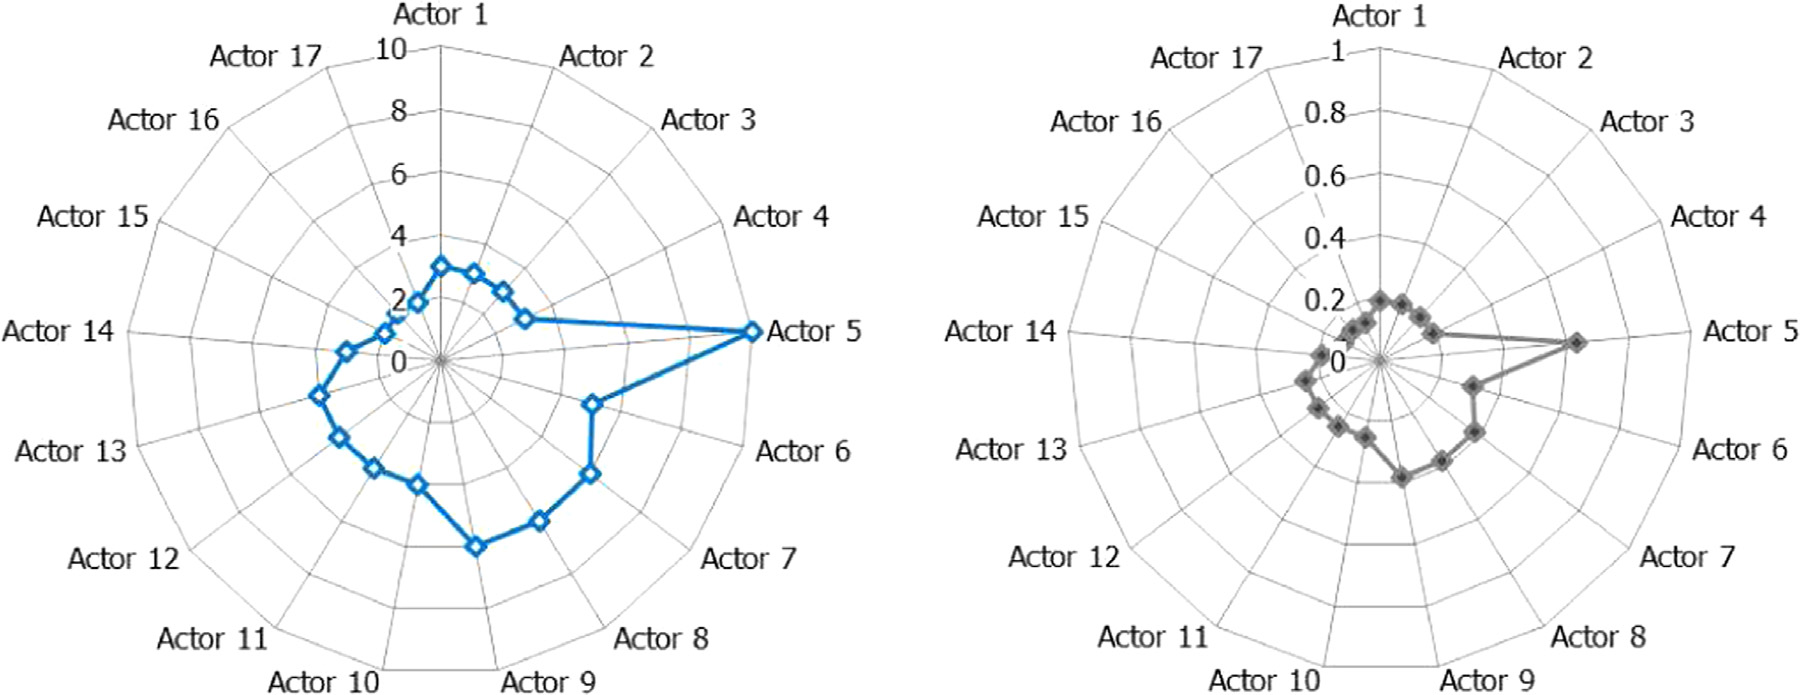 Actor 1
Actor 2
Actor 3
Actor 4
Actor 5
Actor 6
Actor 7
Actor 8
Actor 9
Actor 10
Actor 11
Actor 12
Actor 13
Actor 14
Actor 15
Actor 16
Actor 17
10
8
6
4
2
0
Actor 1
Actor 2
Actor 3
Actor 4
Actor 5
Actor 6
Actor 7
Actor 8
Actor 9
Actor 10
Actor 11
Actor 12
Actor 13
Actor 14
Actor 15
Actor 16
Actor 17
1
0.8
0.6
0.4
0.2
0